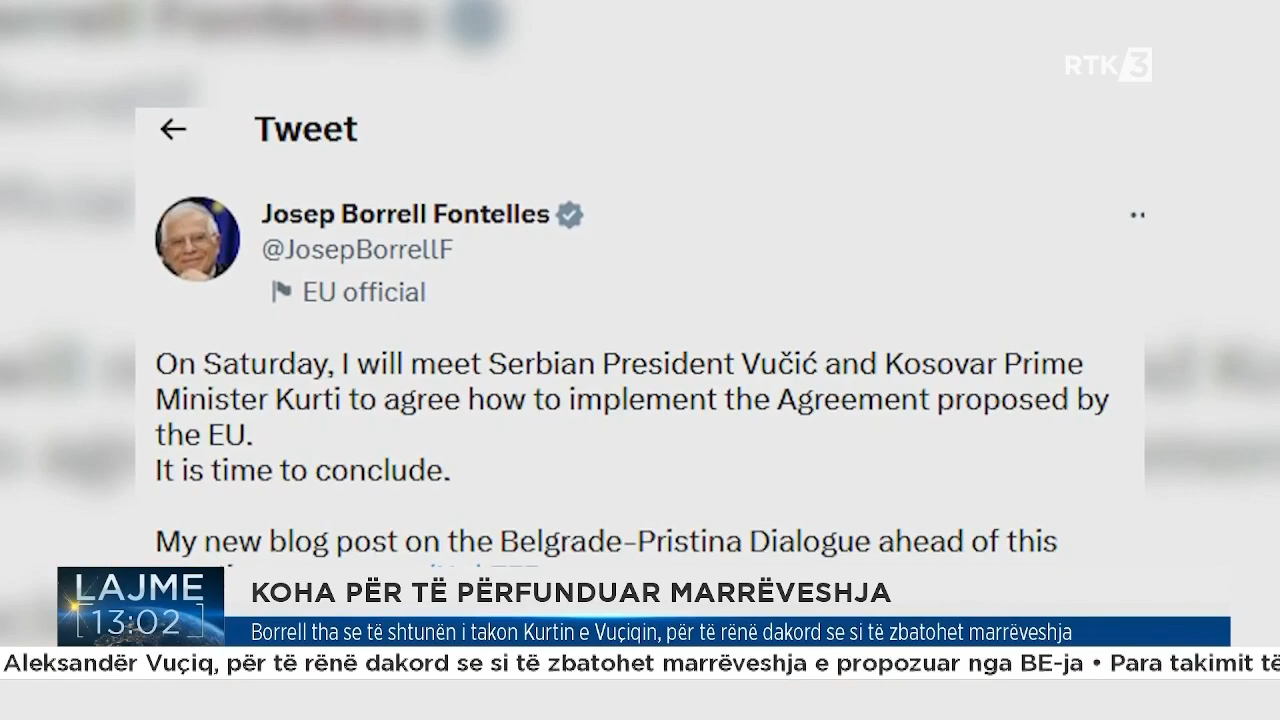 RTK 3
Tweet
Josep Borrell Fontelles
@JosepBorrellF
EU official
On Saturday, I will meet Serbian President Vučić and Kosovar Prime
Minister Kurti to agree how to implement the Agreement proposed by
the EU.
It is time to conclude.
My new blog post on the Belgrade-Pristina Dialogue ahead of this
LAJME
13:02
KOHA PËR TË PËRFUNDUAR MARRËVESHJA
Borrell tha se të shtunën i takon Kurtin e Vuçiqin, për të rënë dakord se si të zbatohet marrëveshja
Aleksandër Vuçiq, për të rënë dakord se si të zbatohet marrëveshja e propozuar nga BE-ja • Para takimit të